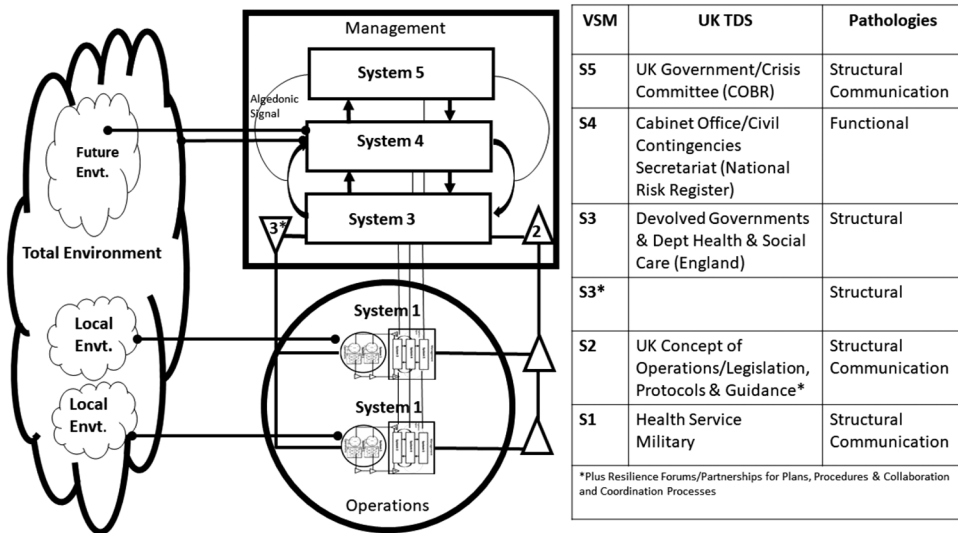 Management
System 5
Algedonic
Signal
System 4
System 3
3*
2
Future
Envt.
Total Environment
Local
Envt.
Local
Envt.
System 1
System 1
Operations
VSM UK TDS Pathologies
S5 UK Government/Crisis Structural
Committee (COBR) Communication
S4 Cabinet Office/Civil Functional
Contingencies
Secretariat (National
Risk Register)
S3 Devolved Governments Structural
& Dept Health & Social
Care (England)
S3* Structural
S2 UK Concept of Structural
Operations/Legislation, Communication
Protocols & Guidance*
S1 Health Service Structural
Military Communication
*Plus Resilience Forums/Partnerships for Plans, Procedures & Collaboration
and Coordination Processes